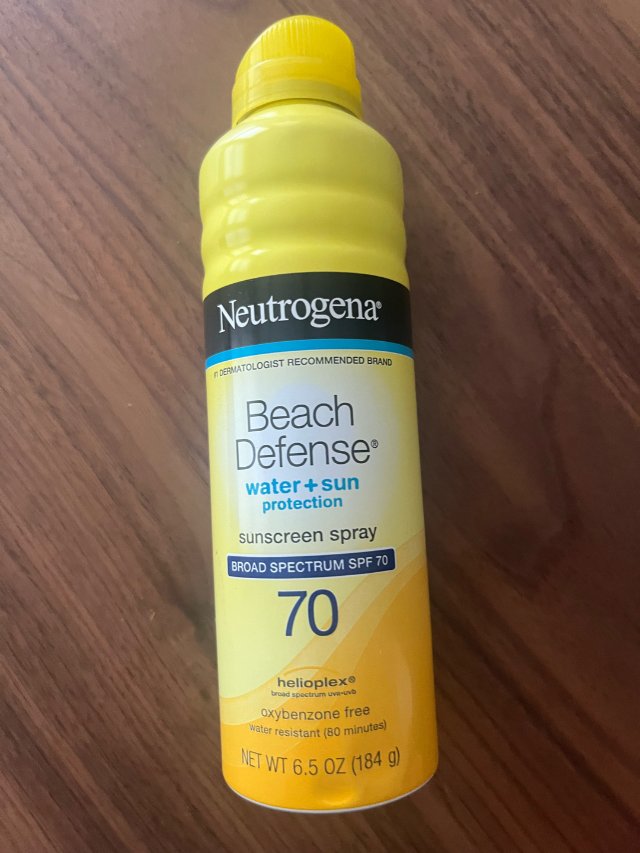 Neutrogena®
#1 DERMATOLOGIST RECOMMENDED BRAND
Beach
Defense®
water + sun
protection
sunscreen spray
BROAD SPECTRUM SPF 70
70
helioplex®
broad spectrum uva-uvb
oxybenzone free
water resistant (80 minutes)
NET WT 6.5 OZ (184 g)